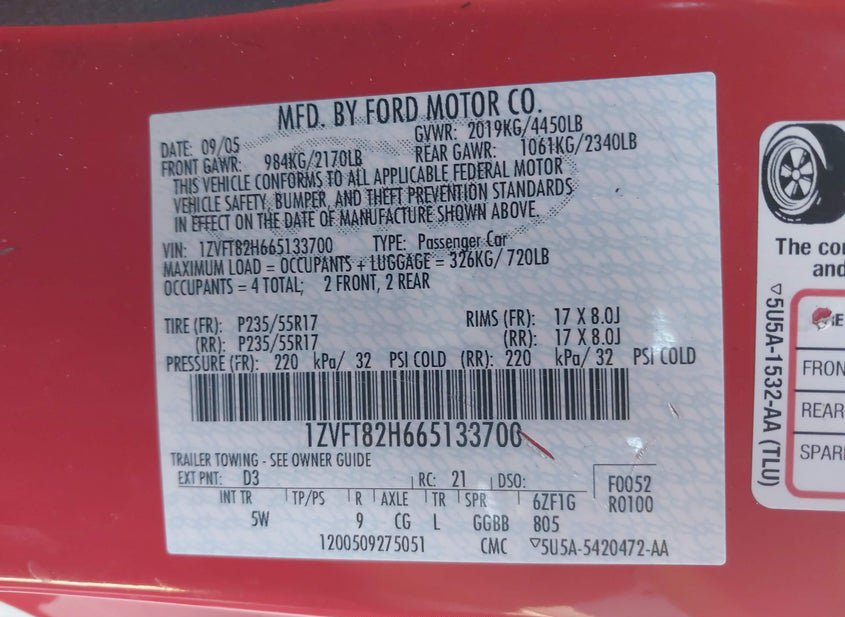 MFD. BY FORD MOTOR CO.
DATE: 09/05 GVWR: 2019KG/4450LB
FRONT GAWR: 984KG/2170LB REAR GAWR: 1061KG/2340LB
THIS VEHICLE CONFORMS TO ALL APPLICABLE FEDERAL MOTOR
VEHICLE SAFETY, BUMPER, AND THEFT PREVENTION STANDARDS
IN EFFECT ON THE DATE OF MANUFACTURE SHOWN ABOVE.
VIN: 1ZVFT82H665133700 TYPE: Passenger Car
MAXIMUM LOAD = OCCUPANTS + LUGGAGE = 326KG/ 720LB
OCCUPANTS = 4 TOTAL; 2 FRONT, 2 REAR
TIRE (FR): P235/55R17 RIMS (FR): 17 X 8.0J
(RR): P235/55R17 (RR): 17 X 8.0J
PRESSURE (FR): 220 kPa/ 32 PSI COLD (RR): 220 kPa/ 32 PSI COLD
1ZVFT82H665133700
TRAILER TOWING - SEE OWNER GUIDE
EXT PNT: D3 RC: 21 DSO: F0052
INT TR TP/PS R AXLE TR SPR 6ZF1G R0100
5W 9 CG L GGBB 805
1200509275051 CMC ▽5U5A-5420472-AA
The co
and
▽5U5A-1532-AA (TLU)
FRON
REAR
SPAR